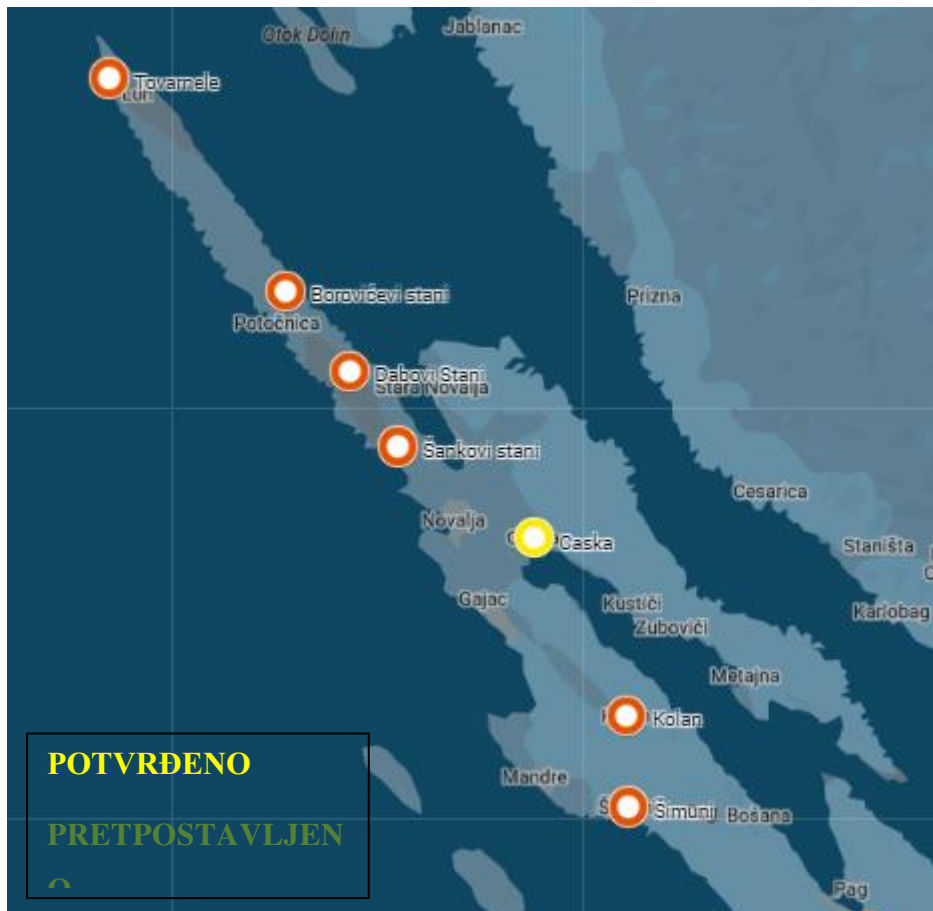 Otok Dolin
Jablanac
Tovarnele
Lun
Borovićevi stani
Prizna
Potočnica
Dabovi Stani
Stara Novalja
Šankovi stani
Cesarica
Novalja
Caska
Staništa
Gajac
Kustići
Karlobag
Zubovići
Metajna
Kolan
POTVRĐENO
Mandre
Šimuni
Bošana
PRETPOSTAVLJEN
O
Pag